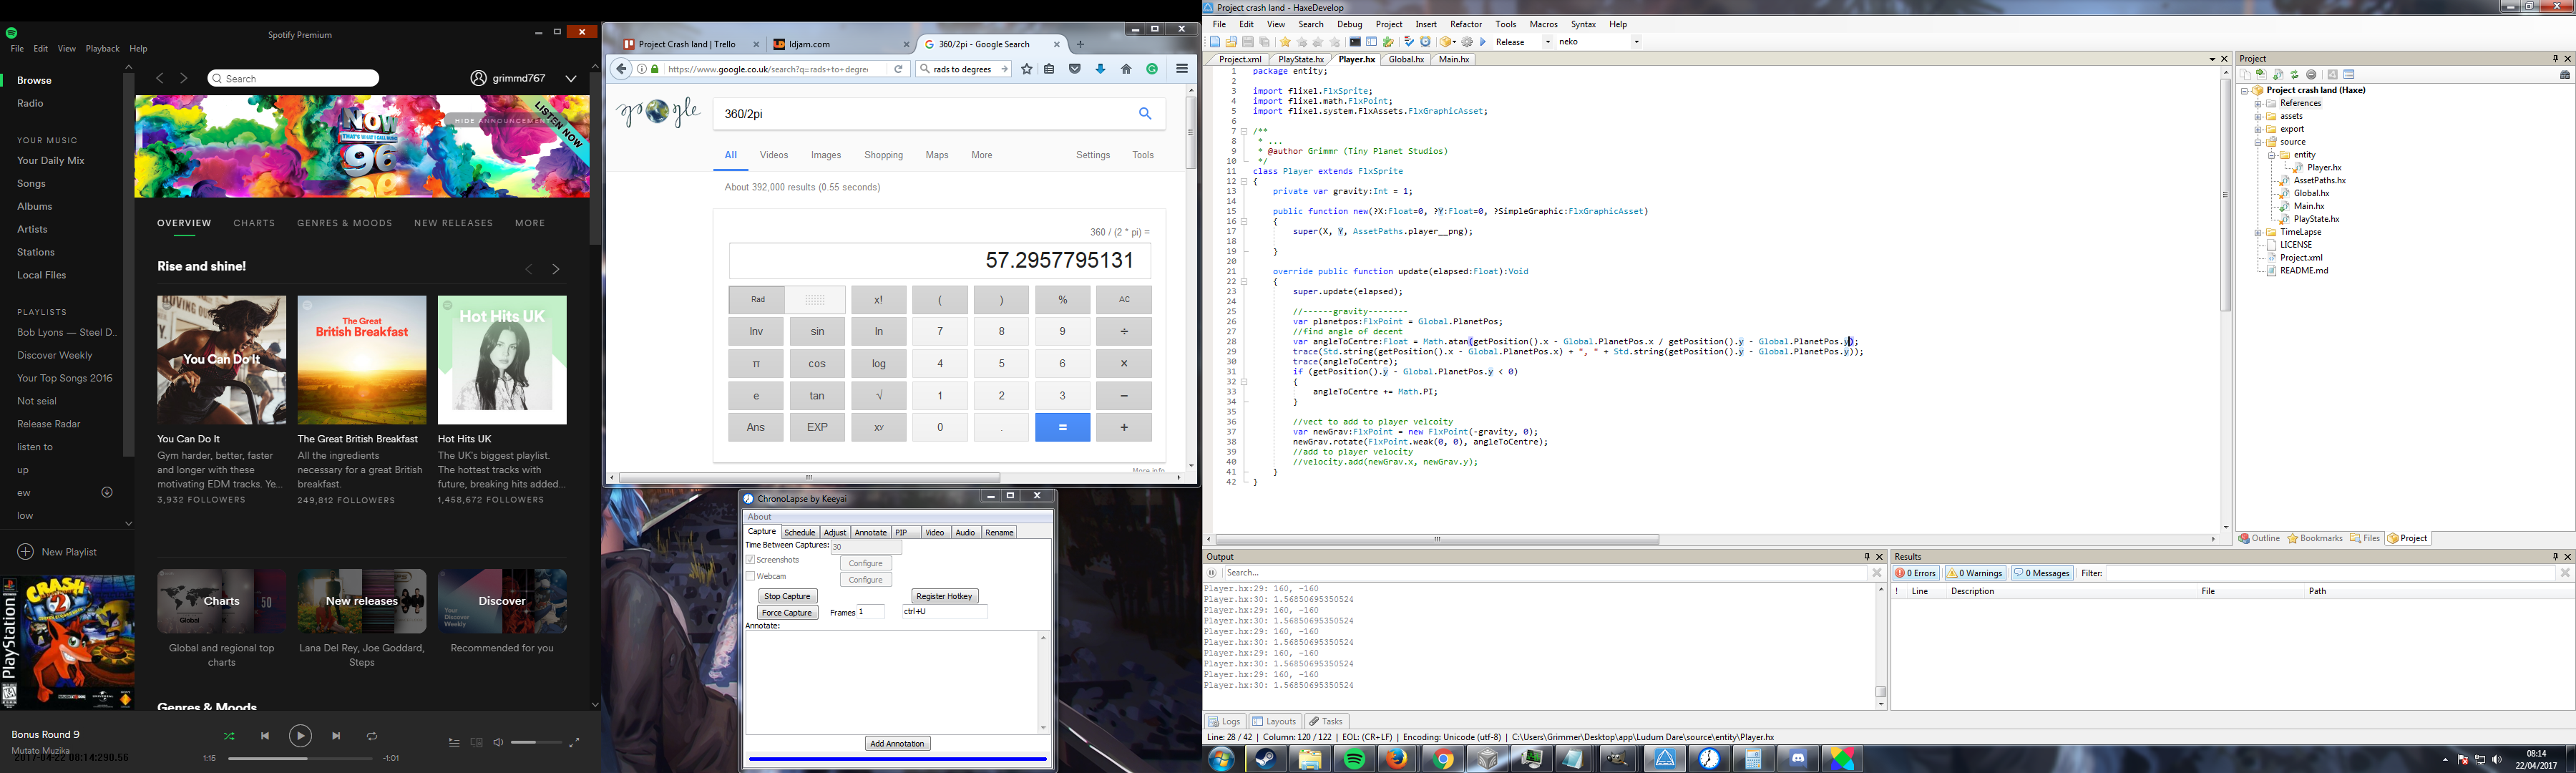 Spotify Premium
File Edit View Playback Help
Browse
Radio
YOUR MUSIC
Your Daily Mix
Songs
Albums
Artists
Stations
Local Files
PLAYLISTS
Bob Lyons — Steel D..
Discover Weekly
Your Top Songs 2016
Not seial
Release Radar
listen to
up
ew
low
New Playlist
Search
grimmd767
NOW
THAT'S WHAT I CALL MUSIC
96
HIDE ANNOUNCEMENT
LISTEN NOW
OVERVIEW CHARTS GENRES & MOODS NEW RELEASES MORE
Rise and shine!
You Can Do It
The Great
British Breakfast
Hot Hits UK
You Can Do It
Gym harder, better, faster
and longer with these
motivating EDM tracks. Ye...
3,932 FOLLOWERS
The Great British Breakfast
All the ingredients
necessary for a great British
breakfast.
249,812 FOLLOWERS
Hot Hits UK
The UK's biggest playlist.
The hottest tracks with
future, breaking hits added...
1,458,672 FOLLOWERS
Charts
New releases
Discover
Global and regional top
charts
Lana Del Rey, Joe Goddard,
Steps
Recommended for you
Genres & Moods
PlayStation
CRASH
2
Bonus Round 9
Mutato Muzika
2017-04-22 08:14:290.56
1:15
-1:01
Project Crash land | Trello
ldjam.com
360/2pi - Google Search
https://www.google.co.uk/search?q=rads+to+degre
rads to degrees
360/2pi
All Videos Images Shopping Maps More Settings Tools
About 392,000 results (0.55 seconds)
360 / (2 * pi) =
57.2957795131
Rad x! ( ) % AC
Inv sin ln 7 8 9 ÷
π cos log 4 5 6 ×
e tan √ 1 2 3 −
Ans EXP xy 0 . = +
More info
ChronoLapse by Keeyai
About
Capture Schedule Adjust Annotate PIP Video Audio Rename
Time Between Captures: 30
Screenshots Configure
Webcam Configure
Stop Capture Register Hotkey
Force Capture Frames 1 ctrl+U
Annotate:
Add Annotation
Project crash land - HaxeDevelop
File Edit View Search Debug Project Insert Refactor Tools Macros Syntax Help
Release neko
Project.xml PlayState.hx Player.hx Global.hx Main.hx
1 package entity;
2
3 import flixel.FlxSprite;
4 import flixel.math.FlxPoint;
5 import flixel.system.FlxAssets.FlxGraphicAsset;
6
7 /**
8 * ...
9 * @author Grimmr (Tiny Planet Studios)
10 */
11 class Player extends FlxSprite
12 {
13 private var gravity:Int = 1;
14
15 public function new(?X:Float=0, ?Y:Float=0, ?SimpleGraphic:FlxGraphicAsset)
16 {
17 super(X, Y, AssetPaths.player__png);
18
19 }
20
21 override public function update(elapsed:Float):Void
22 {
23 super.update(elapsed);
24
25 //------gravity--------
26 var planetpos:FlxPoint = Global.PlanetPos;
27 //find angle of decent
28 var angleToCentre:Float = Math.atan(getPosition().x - Global.PlanetPos.x / getPosition().y - Global.PlanetPos.y);
29 trace(Std.string(getPosition().x - Global.PlanetPos.x) + ", " + Std.string(getPosition().y - Global.PlanetPos.y));
30 trace(angleToCentre);
31 if (getPosition().y - Global.PlanetPos.y < 0)
32 {
33 angleToCentre += Math.PI;
34 }
35
36 //vect to add to player velcoity
37 var newGrav:FlxPoint = new FlxPoint(-gravity, 0);
38 newGrav.rotate(FlxPoint.weak(0, 0), angleToCentre);
39 //add to player velocity
40 //velocity.add(newGrav.x, newGrav.y);
41 }
42 }
Project
Project crash land (Haxe)
References
assets
export
source
entity
Player.hx
AssetPaths.hx
Global.hx
Main.hx
PlayState.hx
TimeLapse
LICENSE
Project.xml
README.md
Outline Bookmarks Files Project
Output
Search...
Player.hx:29: 160, -160
Player.hx:30: 1.56850695350524
Player.hx:29: 160, -160
Player.hx:30: 1.56850695350524
Player.hx:29: 160, -160
Player.hx:30: 1.56850695350524
Player.hx:29: 160, -160
Player.hx:30: 1.56850695350524
Player.hx:29: 160, -160
Player.hx:30: 1.56850695350524
Logs Layouts Tasks
Results
0 Errors 0 Warnings 0 Messages Filter:
! Line Description File Path
Line: 28 / 42 | Column: 120 / 122 | EOL: (CR+LF) | Encoding: Unicode (utf-8) | C:\Users\Grimmer\Desktop\app\Ludum Dare\source\entity\Player.hx
08:14
22/04/2017